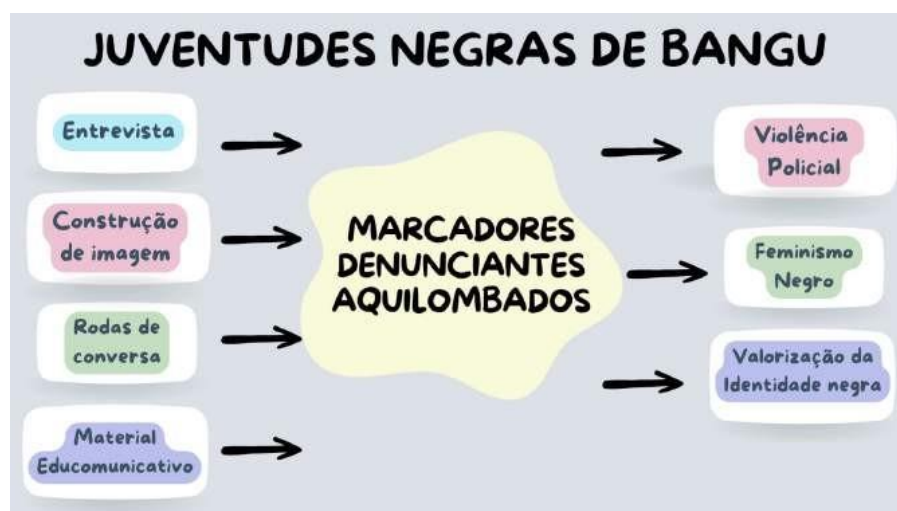 JUVENTUDES NEGRAS DE BANGU
Entrevista
Construção
de imagem
Rodas de
conversa
Material
Educomunicativo
MARCADORES
DENUNCIANTES
AQUILOMBADOS
Violência
Policial
Feminismo
Negro
Valorização da
Identidade negra